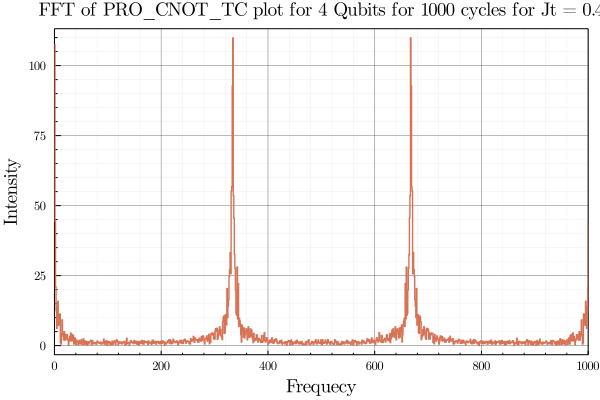 FFT of PRO_CNOT_TC plot for 4 Qubits for 1000 cycles for Jt = 0.4
100
75
50
25
0
Intensity
0 200 400 600 800 1000
Frequecy